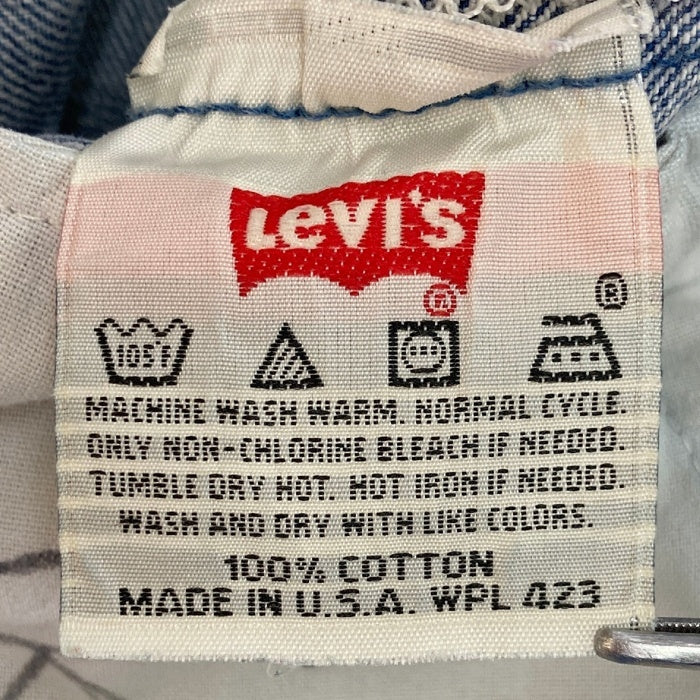 Levi's
®
105°F
MACHINE WASH WARM. NORMAL CYCLE.
ONLY NON-CHLORINE BLEACH IF NEEDED.
TUMBLE DRY HOT. HOT IRON IF NEEDED.
WASH AND DRY WITH LIKE COLORS.
100% COTTON
MADE IN U.S.A. WPL 423